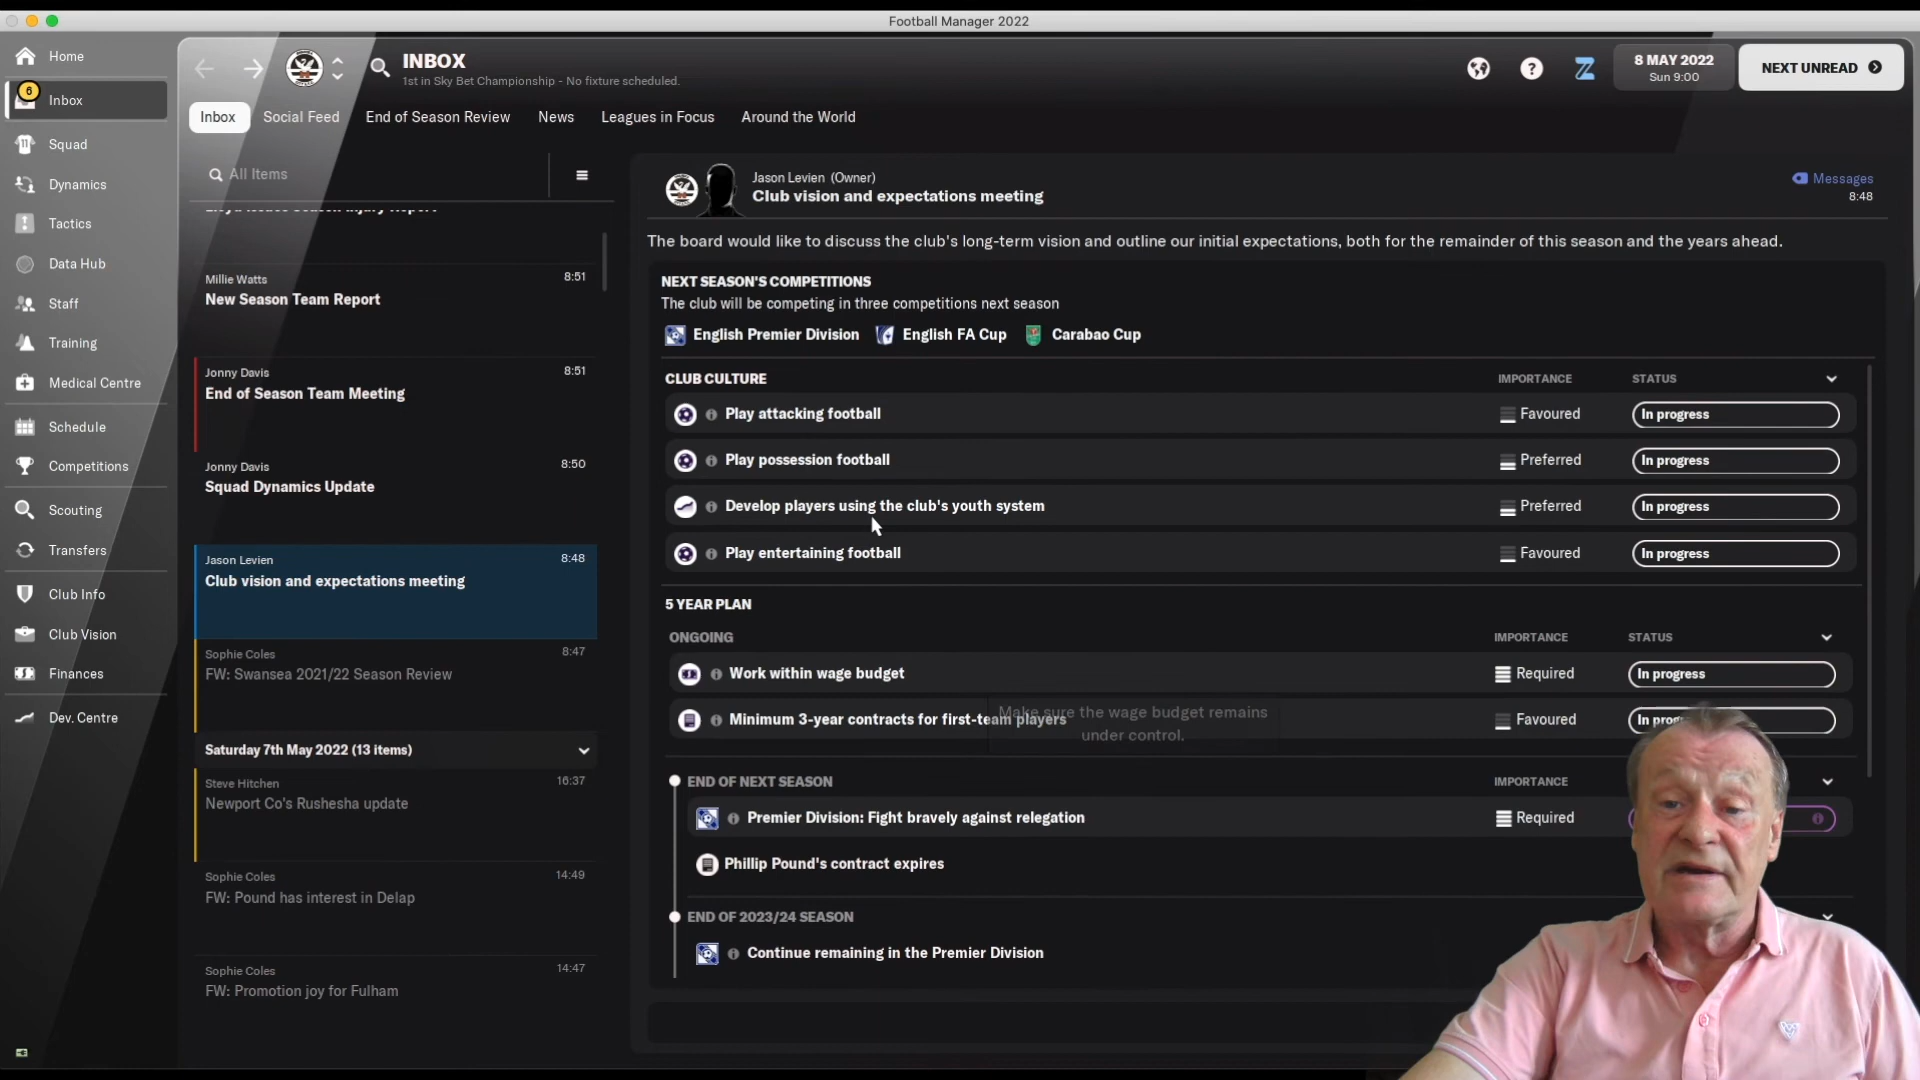 Football Manager 2022
Home
6
Inbox
Squad
Dynamics
Tactics
Data Hub
Staff
Training
Medical Centre
Schedule
Competitions
Scouting
Transfers
Club Info
Club Vision
Finances
Dev. Centre
INBOX
1st in Sky Bet Championship - No fixture scheduled.
8 MAY 2022
Sun 9:00
NEXT UNREAD
Inbox
Social Feed
End of Season Review
News
Leagues in Focus
Around the World
All Items
Lloyd issues season injury report
Millie Watts 8:51
New Season Team Report
Jonny Davis 8:51
End of Season Team Meeting
Jonny Davis 8:50
Squad Dynamics Update
Jason Levien 8:48
Club vision and expectations meeting
Sophie Coles 8:47
FW: Swansea 2021/22 Season Review
Saturday 7th May 2022 (13 items)
Steve Hitchen 16:37
Newport Co's Rushesha update
Sophie Coles 14:49
FW: Pound has interest in Delap
Sophie Coles 14:47
FW: Promotion joy for Fulham
Jason Levien (Owner)
Club vision and expectations meeting
Messages
8:48
The board would like to discuss the club's long-term vision and outline our initial expectations, both for the remainder of this season and the years ahead.
NEXT SEASON'S COMPETITIONS
The club will be competing in three competitions next season
English Premier Division English FA Cup Carabao Cup
CLUB CULTURE IMPORTANCE STATUS
Play attacking football Favoured In progress
Play possession football Preferred In progress
Develop players using the club's youth system Preferred In progress
Play entertaining football Favoured In progress
5 YEAR PLAN
ONGOING IMPORTANCE STATUS
Work within wage budget Required In progress
Minimum 3-year contracts for first-team players Favoured In prog
Make sure the wage budget remains
under control.
END OF NEXT SEASON IMPORTANCE
Premier Division: Fight bravely against relegation Required
Phillip Pound's contract expires
END OF 2023/24 SEASON
Continue remaining in the Premier Division